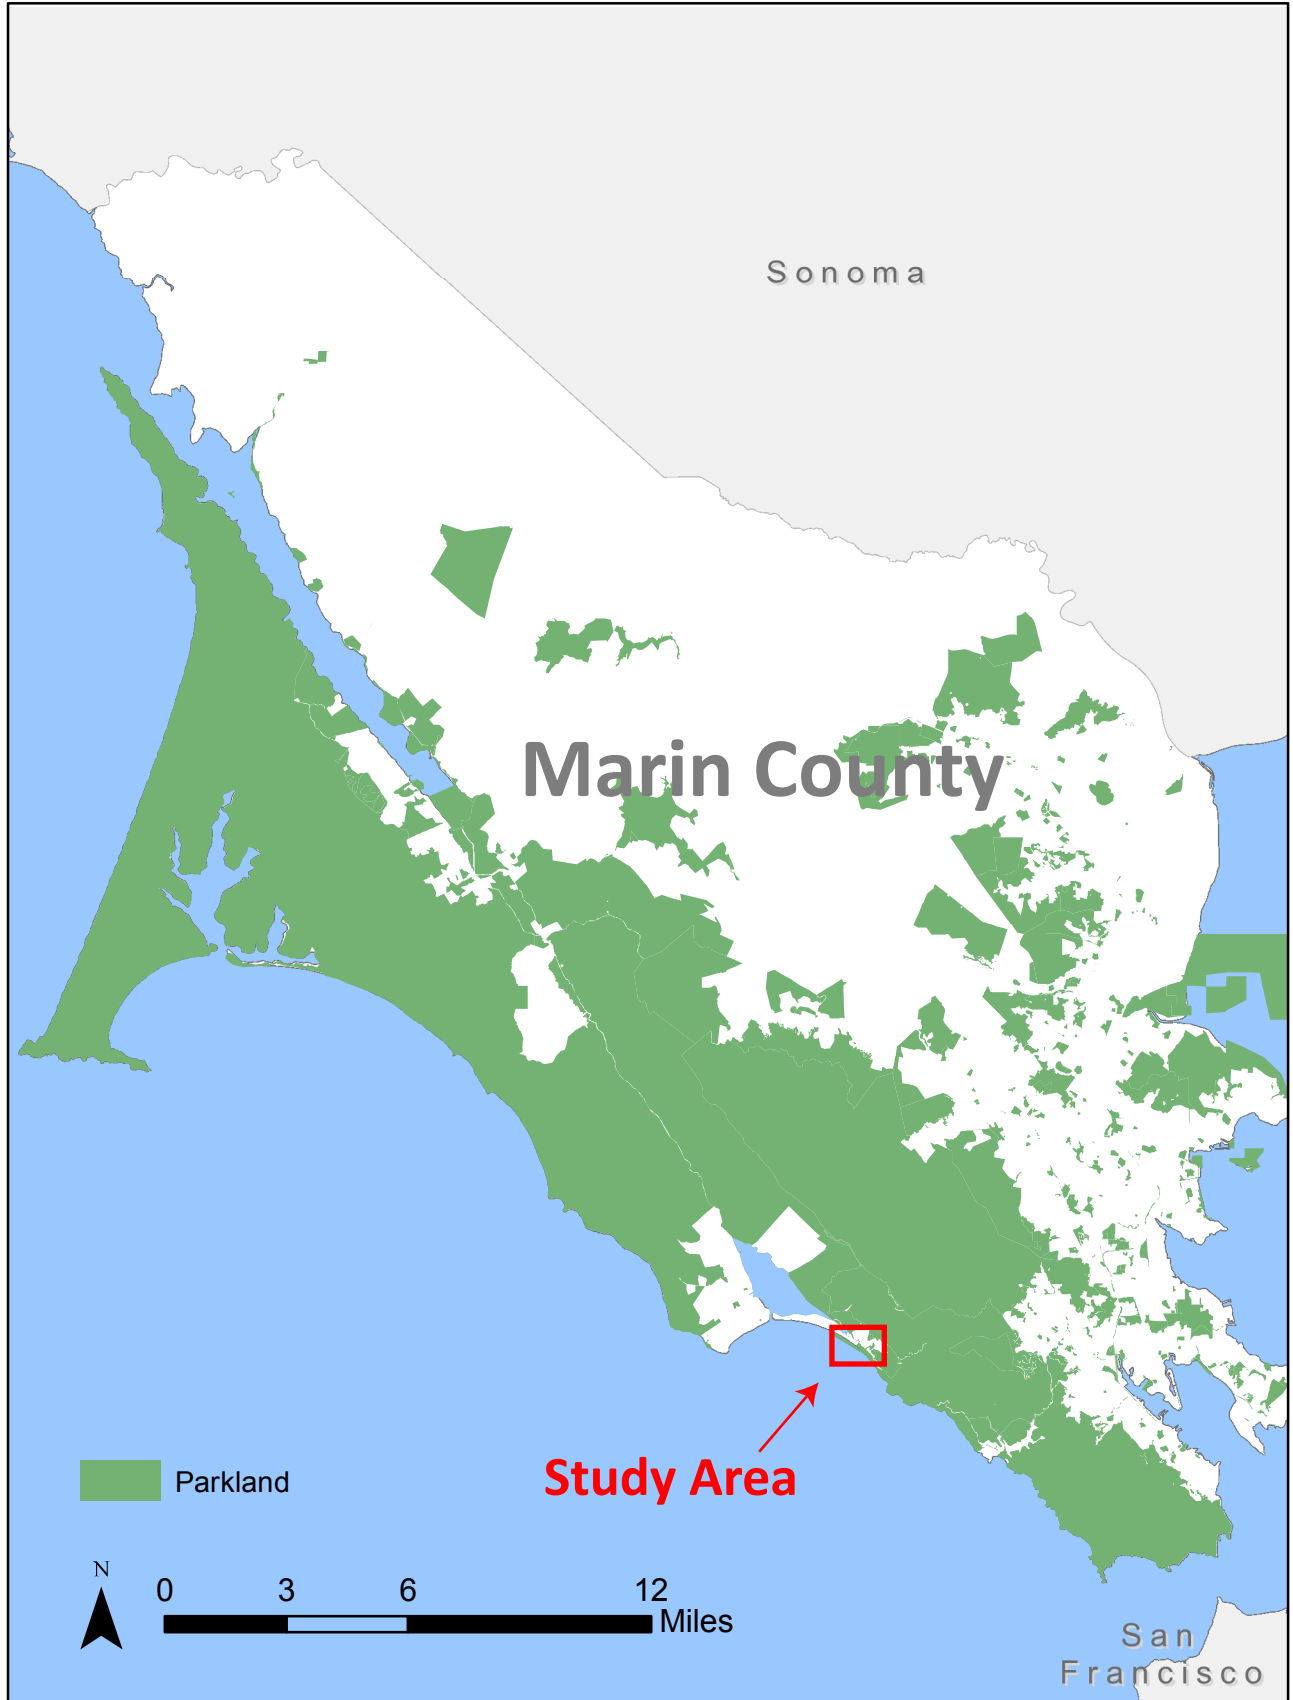 Sonoma
Marin County
Study Area
Parkland
N
0 3 6 12
Miles
San
Francisco